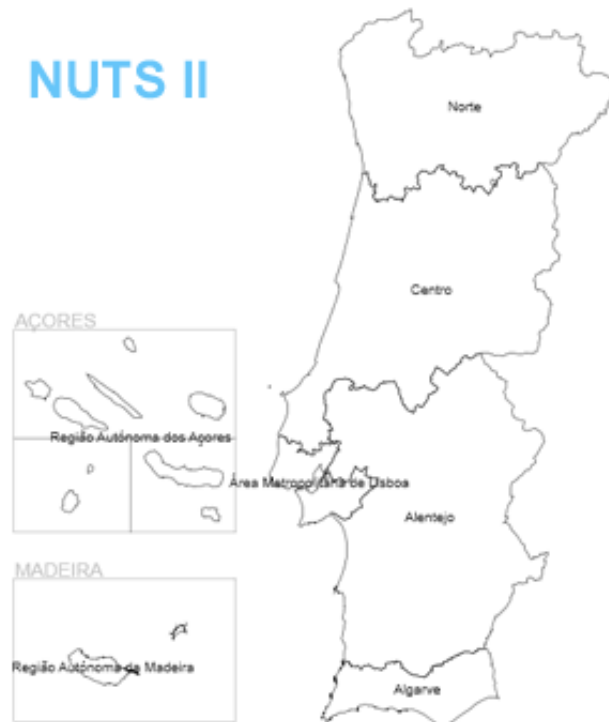 NUTS II
Norte
Centro
AÇORES
Região Autónoma dos Açores
Área Metropolitana de Lisboa
Alentejo
MADEIRA
Região Autónoma da Madeira
Algarve